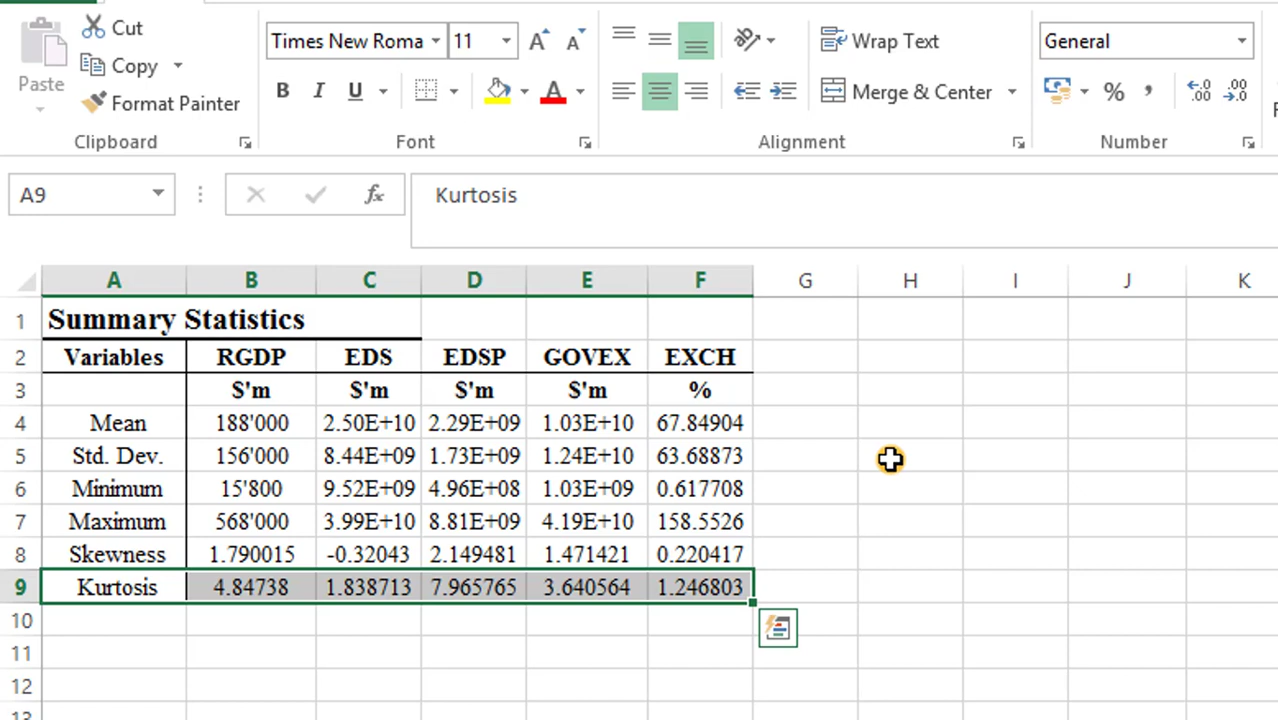 Cut
Copy
Paste
Format Painter
Clipboard
Times New Roma 11
B I U A
Font
Wrap Text
Merge & Center
Alignment
General
% ,
Number
A9 fx Kurtosis
A B C D E F G H I J K
1 Summary Statistics
2 Variables RGDP EDS EDSP GOVEX EXCH
3 S'm S'm S'm S'm %
4 Mean 188'000 2.50E+10 2.29E+09 1.03E+10 67.84904
5 Std. Dev. 156'000 8.44E+09 1.73E+09 1.24E+10 63.68873
6 Minimum 15'800 9.52E+09 4.96E+08 1.03E+09 0.617708
7 Maximum 568'000 3.99E+10 8.81E+09 4.19E+10 158.5526
8 Skewness 1.790015 -0.32043 2.149481 1.471421 0.220417
9 Kurtosis 4.84738 1.838713 7.965765 3.640564 1.246803
10
11
12
13